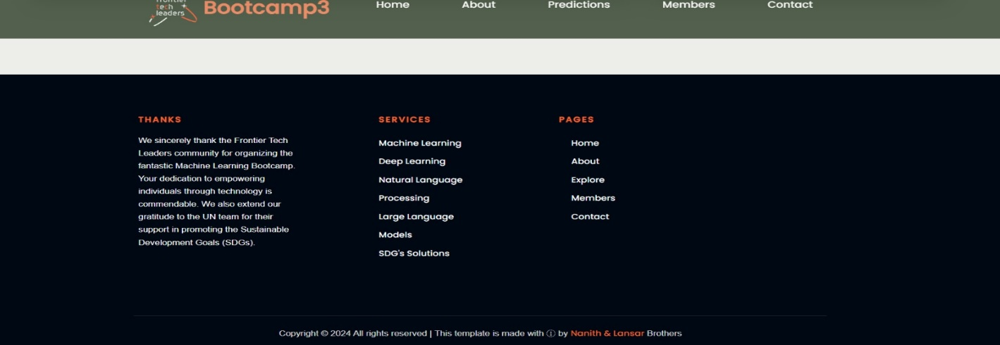 frontier
tech
leaders
Bootcamp3
Home
About
Predictions
Members
Contact
THANKS
We sincerely thank the Frontier Tech
Leaders community for organizing the
fantastic Machine Learning Bootcamp.
Your dedication to empowering
individuals through technology is
commendable. We also extend our
gratitude to the UN team for their
support in promoting the Sustainable
Development Goals (SDGs).
SERVICES
Machine Learning
Deep Learning
Natural Language
Processing
Large Language
Models
SDG's Solutions
PAGES
Home
About
Explore
Members
Contact
Copyright © 2024 All rights reserved | This template is made with ⓘ by Nanith & Lansar Brothers